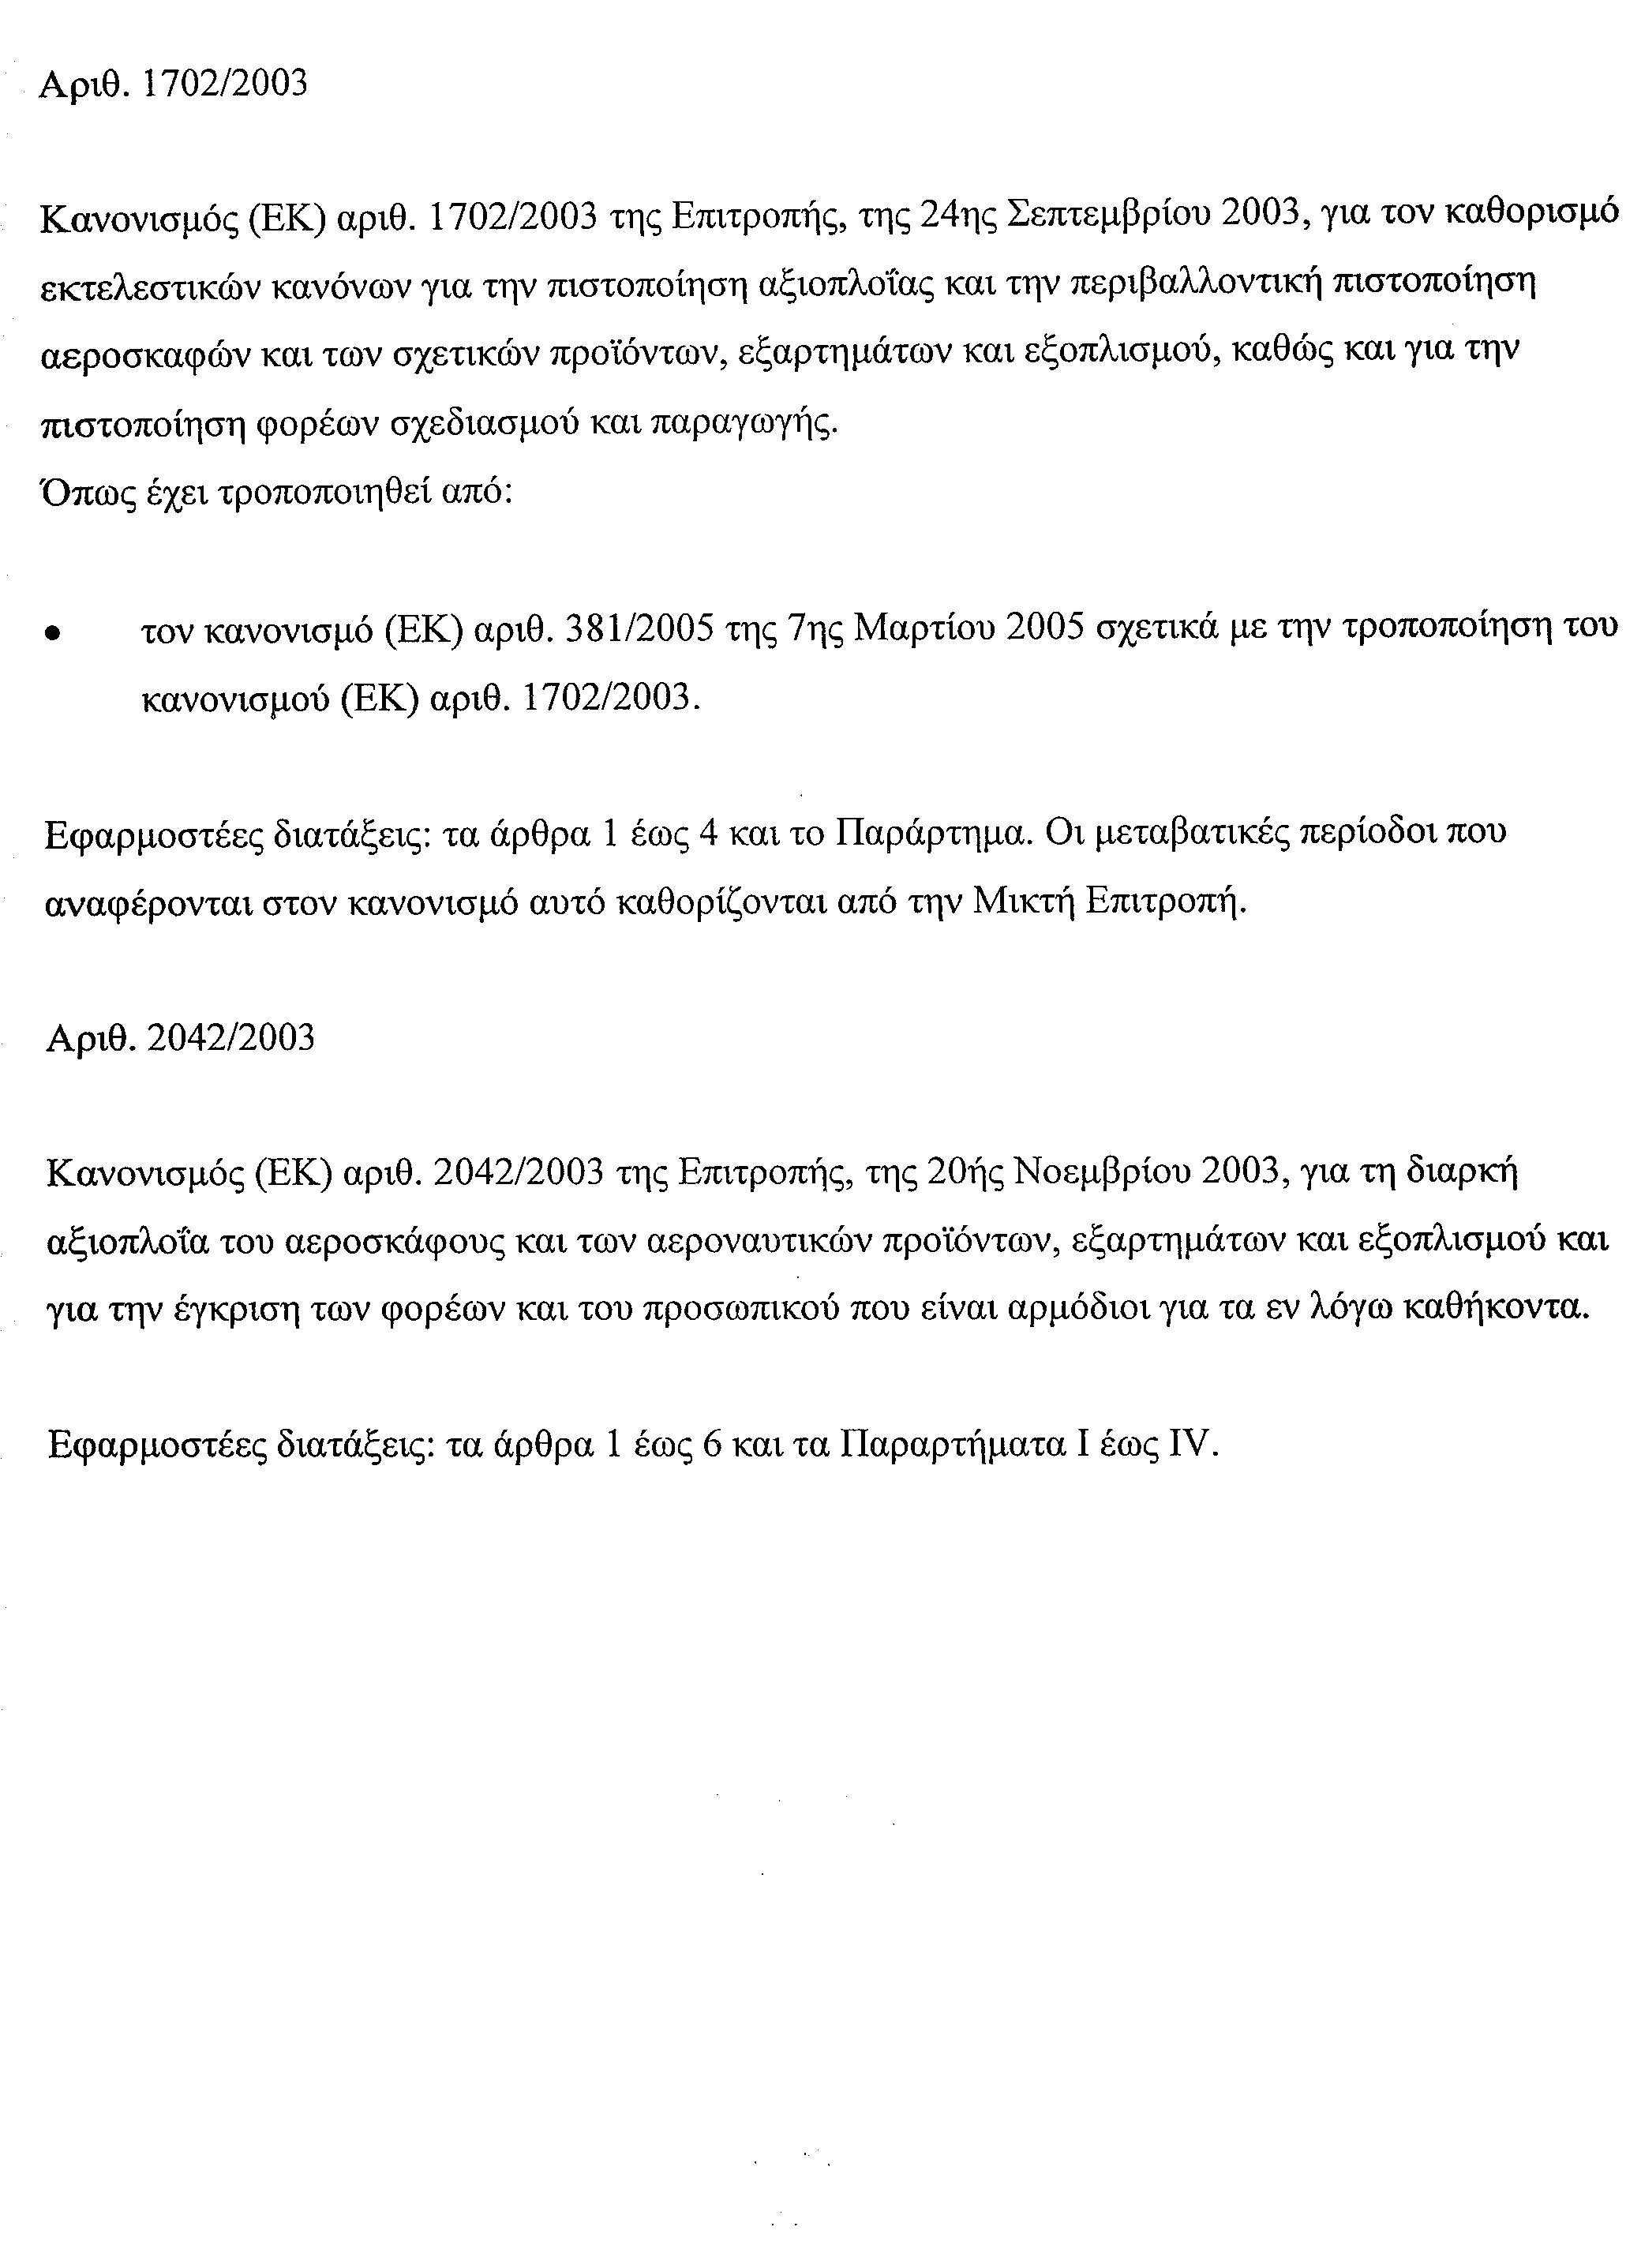 Αριθ. 1702/2003
Κανονισμός (ΕΚ) αριθ. 1702/2003 της Επιτροπής, της 24ης Σεπτεμβρίου 2003, για τον καθορισμό
εκτελεστικών κανόνων για την πιστοποίηση αξιοπλοΐας και την περιβαλλοντική πιστοποίηση
αεροσκαφών και των σχετικών προϊόντων, εξαρτημάτων και εξοπλισμού, καθώς και για την
πιστοποίηση φορέων σχεδιασμού και παραγωγής.
Όπως έχει τροποποιηθεί από:
• τον κανονισμό (ΕΚ) αριθ. 381/2005 της 7ης Μαρτίου 2005 σχετικά με την τροποποίηση του
κανονισμού (ΕΚ) αριθ. 1702/2003.
Εφαρμοστέες διατάξεις: τα άρθρα 1 έως 4 και το Παράρτημα. Οι μεταβατικές περίοδοι που
αναφέρονται στον κανονισμό αυτό καθορίζονται από την Μικτή Επιτροπή.
Αριθ. 2042/2003
Κανονισμός (ΕΚ) αριθ. 2042/2003 της Επιτροπής, της 20ής Νοεμβρίου 2003, για τη διαρκή
αξιοπλοΐα του αεροσκάφους και των αεροναυτικών προϊόντων, εξαρτημάτων και εξοπλισμού και
για την έγκριση των φορέων και του προσωπικού που είναι αρμόδιοι για τα εν λόγω καθήκοντα.
Εφαρμοστέες διατάξεις: τα άρθρα 1 έως 6 και τα Παραρτήματα Ι έως IV.